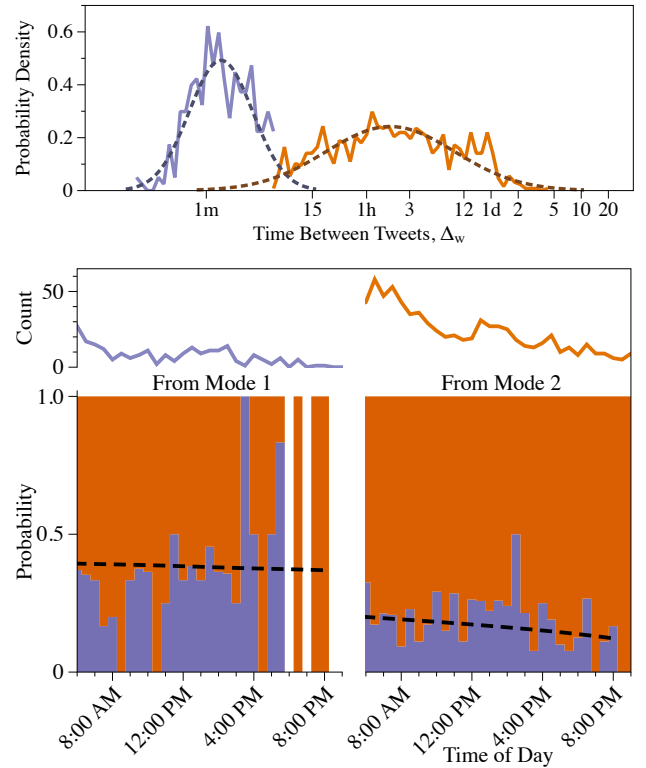 Probability Density
0.6
0.4
0.2
0
1m 15 1h 3 12 1d 2 5 10 20
Time Between Tweets, Δw
Count
50
0
From Mode 1 From Mode 2
Probability
1.0
0.5
0
8:00 AM 12:00 PM 4:00 PM 8:00 PM 8:00 AM 12:00 PM 4:00 PM 8:00 PM
Time of Day